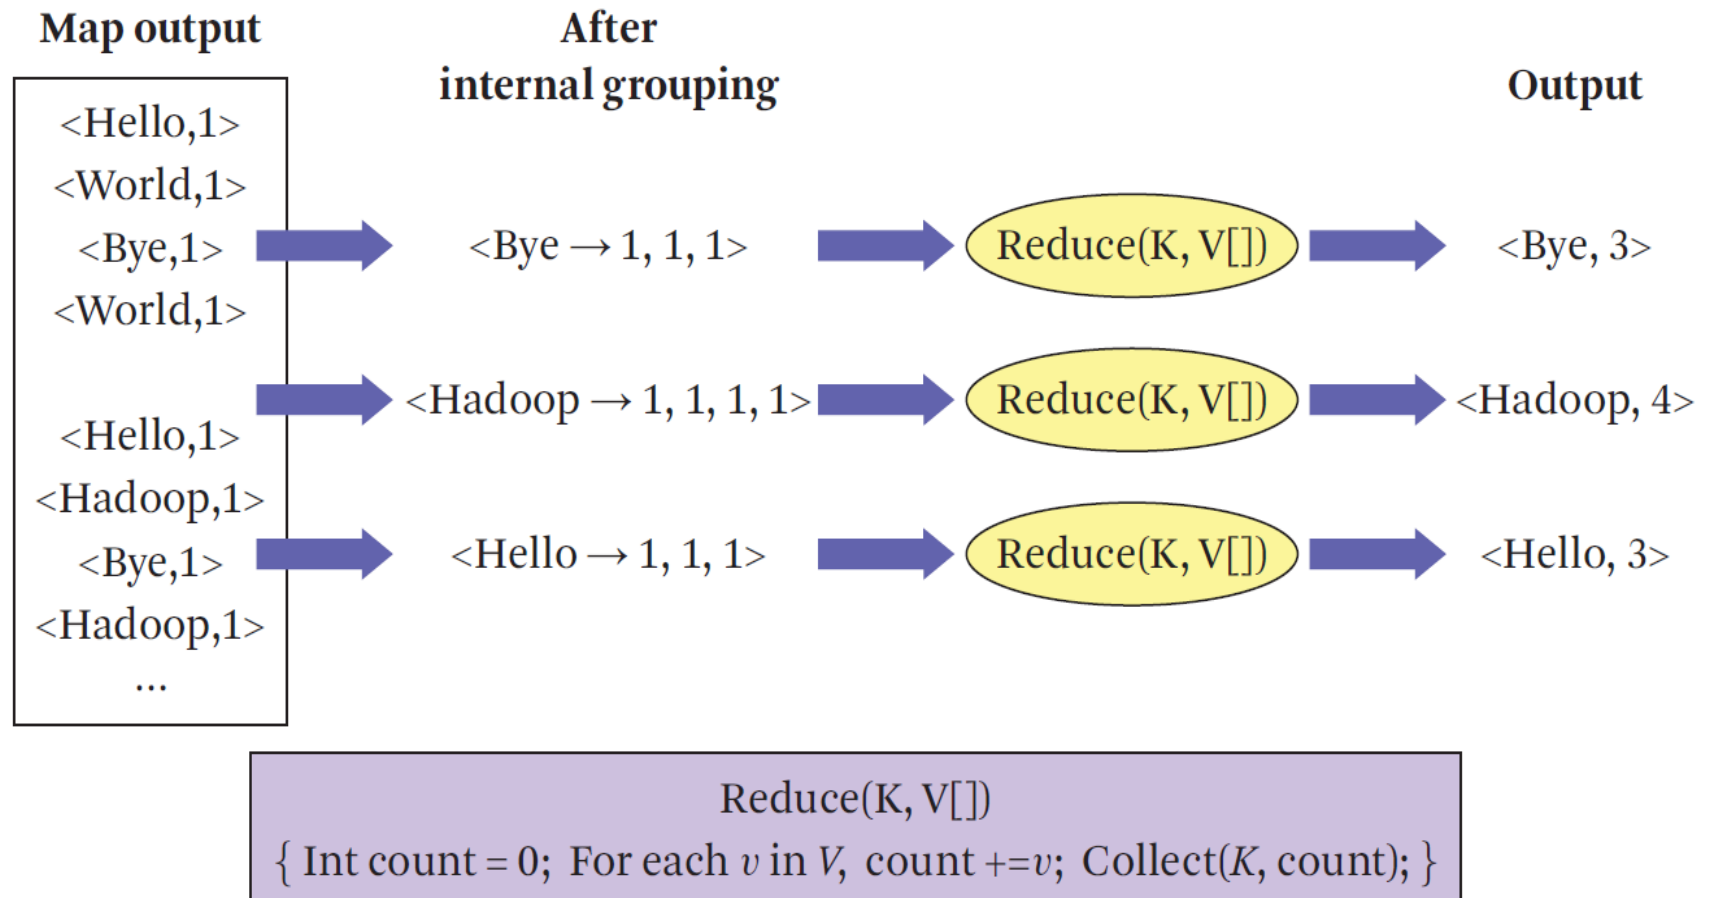 Map output
After
internal grouping
Output
<Hello,1>
<World,1>
<Bye,1>
<World,1>
<Hello,1>
<Hadoop,1>
<Bye,1>
<Hadoop,1>
...
<Bye → 1, 1, 1>
Reduce(K, V[])
<Bye, 3>
<Hadoop → 1, 1, 1, 1>
Reduce(K, V[])
<Hadoop, 4>
<Hello → 1, 1, 1>
Reduce(K, V[])
<Hello, 3>
Reduce(K, V[])
{ Int count = 0; For each v in V, count +=v; Collect(K, count); }